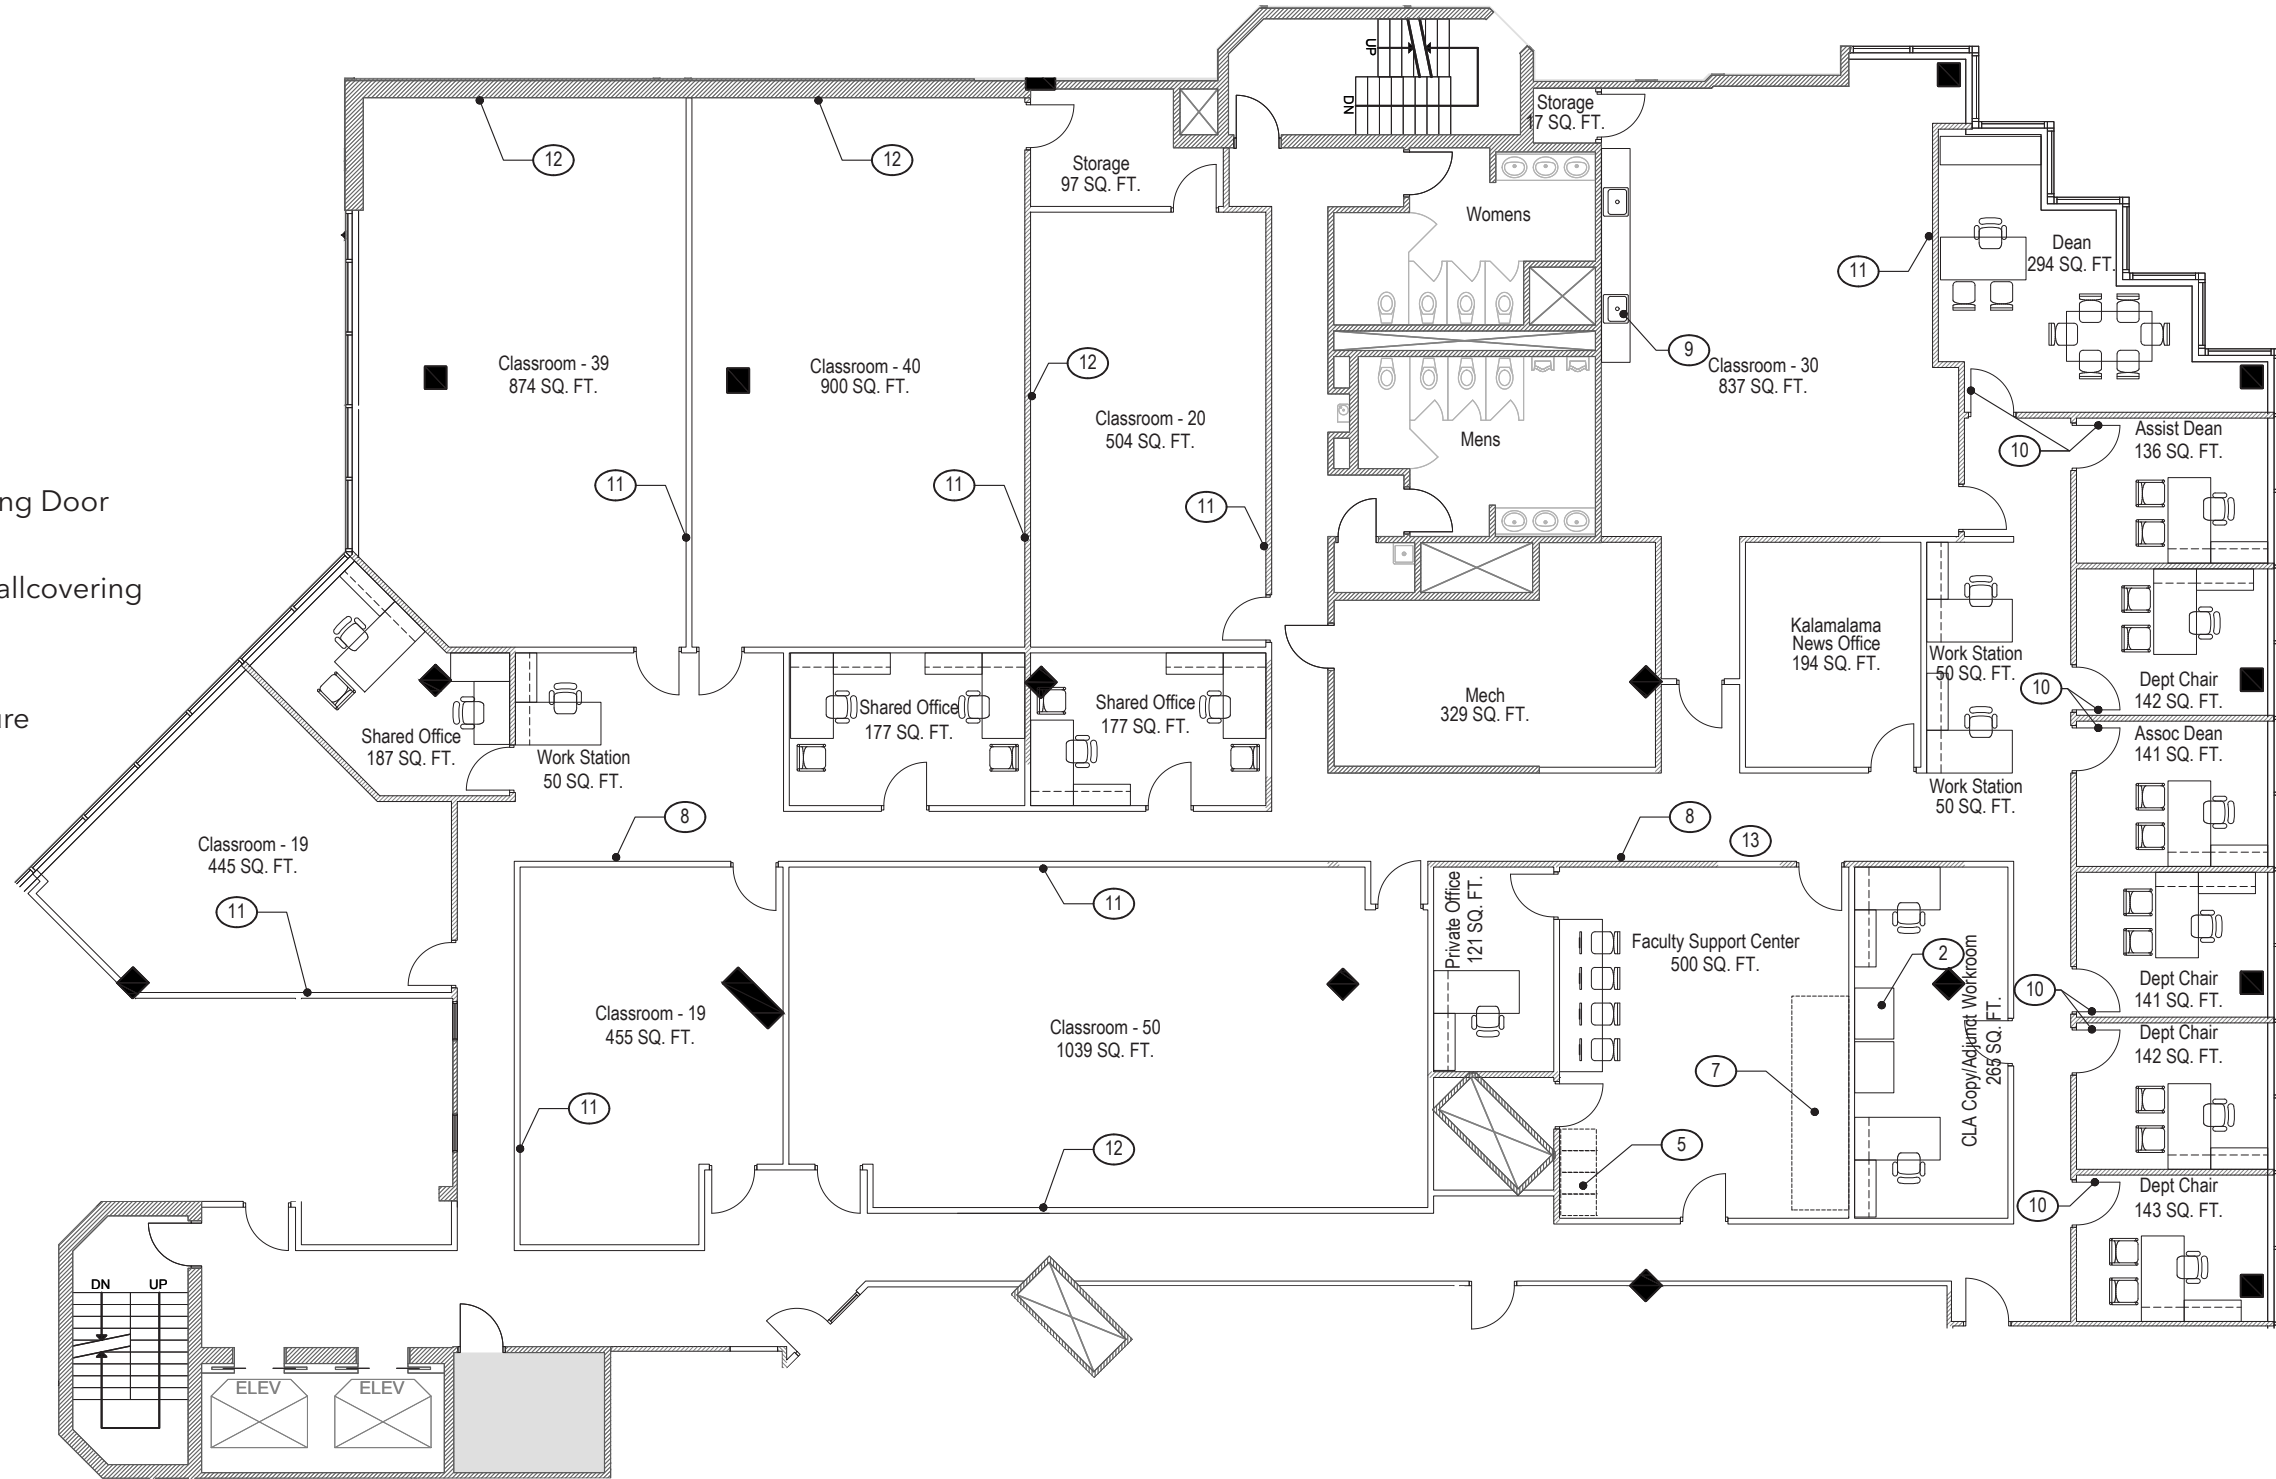 UP
DN
Storage
17 SQ. FT.
12
12
Storage
97 SQ. FT.
Womens
Dean
294 SQ. FT.
11
9
Classroom - 39
874 SQ. FT.
Classroom - 40
900 SQ. FT.
12
Classroom - 30
837 SQ. FT.
Classroom - 20
504 SQ. FT.
Mens
10
Assist Dean
136 SQ. FT.
11
11
11
ng Door
allcovering
ure
Kalamalama
News Office
194 SQ. FT.
Work Station
50 SQ. FT.
10
Dept Chair
142 SQ. FT.
Mech
329 SQ. FT.
Shared Office
177 SQ. FT.
Shared Office
177 SQ. FT.
Shared Office
187 SQ. FT.
Work Station
50 SQ. FT.
Assoc Dean
141 SQ. FT.
Work Station
50 SQ. FT.
8
8
13
Classroom - 19
445 SQ. FT.
11
11
Private Office
121 SQ. FT.
Faculty Support Center
500 SQ. FT.
2
CLA Copy/Adjunct Workroom
265 SQ. FT.
10
Dept Chair
141 SQ. FT.
Classroom - 19
455 SQ. FT.
Classroom - 50
1039 SQ. FT.
Dept Chair
142 SQ. FT.
7
11
12
5
10
Dept Chair
143 SQ. FT.
DN
UP
ELEV
ELEV